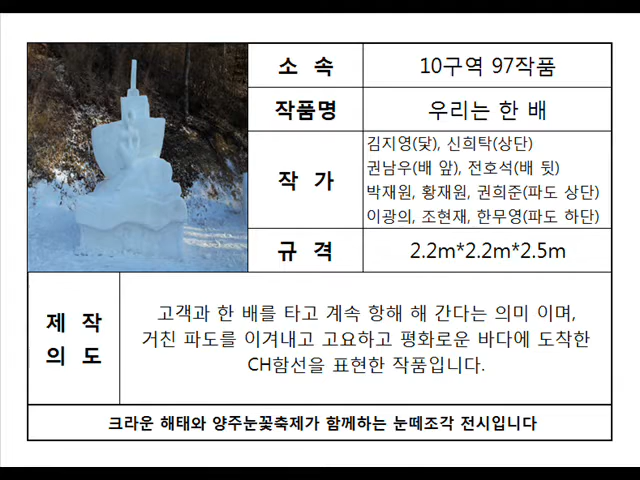 소 속
10구역 97작품
작품명
우리는 한 배
작 가
김지영(닻), 신희탁(상단)
권남우(배 앞), 전호석(배 뒷)
박재원, 황재원, 권희준(파도 상단)
이광의, 조현재, 한무영(파도 하단)
규 격
2.2m*2.2m*2.5m
제 작
의 도
고객과 한 배를 타고 계속 항해 해 간다는 의미 이며,
거친 파도를 이겨내고 고요하고 평화로운 바다에 도착한
CH함선을 표현한 작품입니다.
크라운 해태와 양주눈꽃축제가 함께하는 눈떼조각 전시입니다